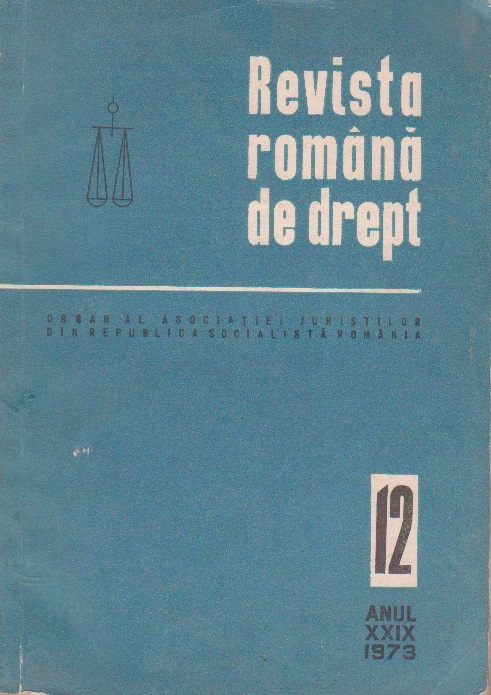 Revista
română
de drept
ORGAN AL ASOCIAȚIEI JURIȘTILOR
DIN REPUBLICA SOCIALISTĂ ROMÂNIA
12
ANUL
XXIX
1973